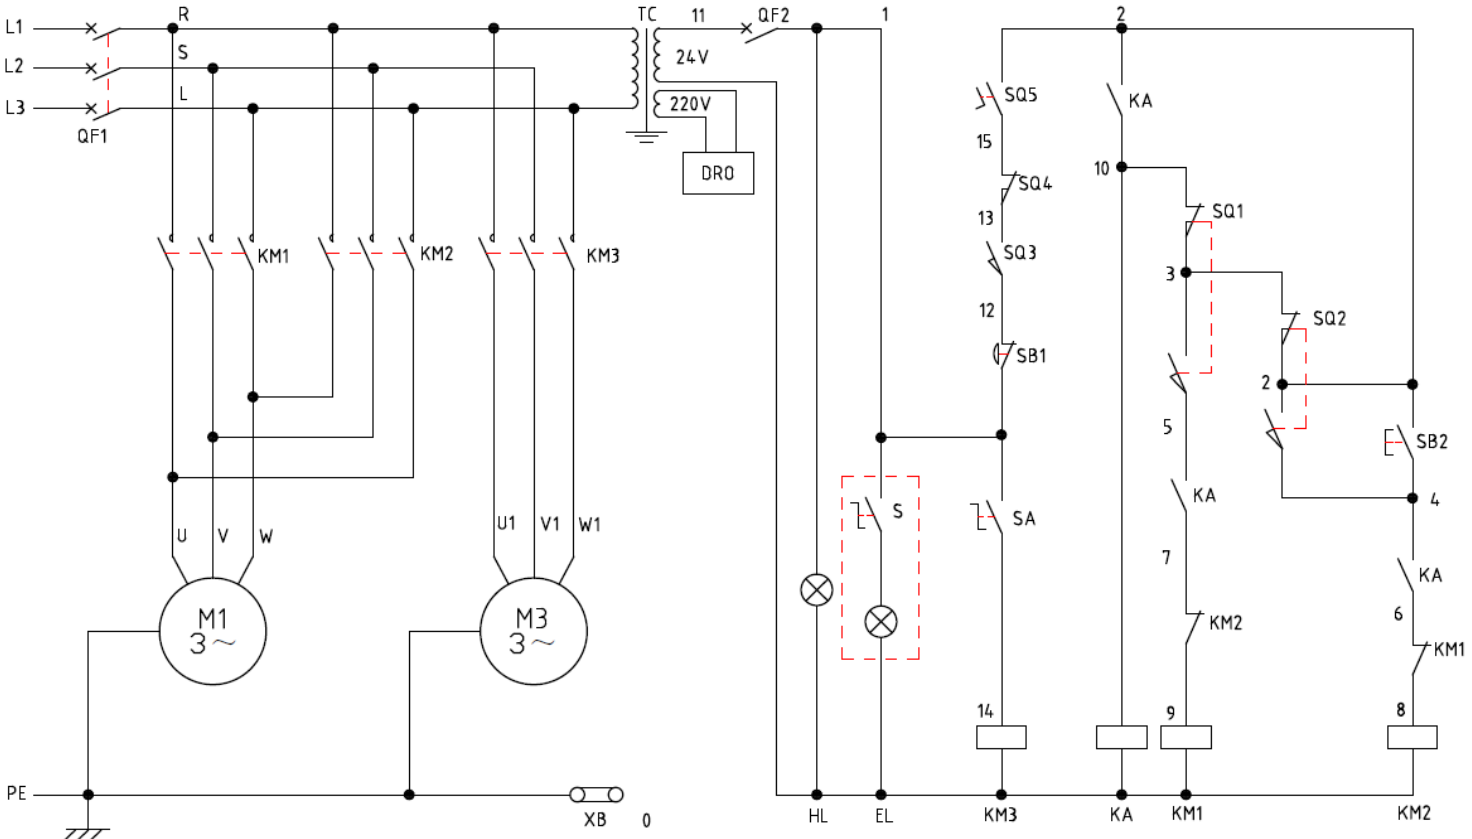 R
TC
11
QF2
1
2
L1
S
24V
L2
L
220V
L3
QF1
DRO
SQ5
KA
15
10
SQ4
13
SQ1
SQ3
KM1
KM2
KM3
3
12
SQ2
SB1
2
5
SB2
KA
4
S
SA
U
V
W
U1
V1
W1
7
KA
6
KM2
KM1
M1
3~
M3
3~
14
9
8
PE
XB
0
HL
EL
KM3
KA
KM1
KM2